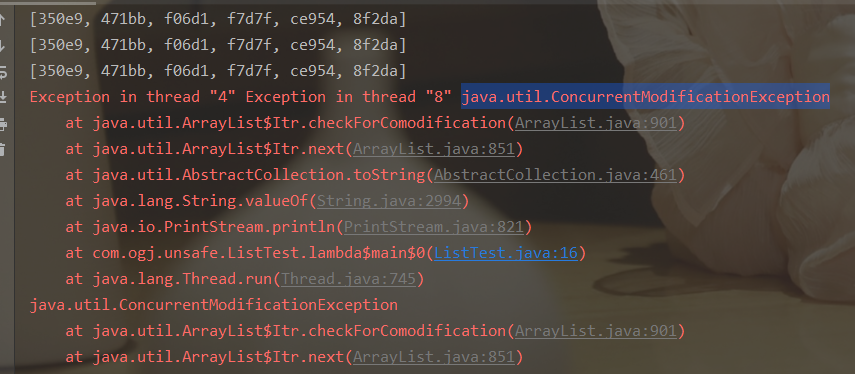 [350e9, 471bb, f06d1, f7d7f, ce954, 8f2da]
[350e9, 471bb, f06d1, f7d7f, ce954, 8f2da]
[350e9, 471bb, f06d1, f7d7f, ce954, 8f2da]
Exception in thread "4" Exception in thread "8" java.util.ConcurrentModificationException
at java.util.ArrayList$Itr.checkForComodification(ArrayList.java:901)
at java.util.ArrayList$Itr.next(ArrayList.java:851)
at java.util.AbstractCollection.toString(AbstractCollection.java:461)
at java.lang.String.valueOf(String.java:2994)
at java.io.PrintStream.println(PrintStream.java:821)
at com.ogj.unsafe.ListTest.lambda$main$0(ListTest.java:16)
at java.lang.Thread.run(Thread.java:745)
java.util.ConcurrentModificationException
at java.util.ArrayList$Itr.checkForComodification(ArrayList.java:901)
at java.util.ArrayList$Itr.next(ArrayList.java:851)